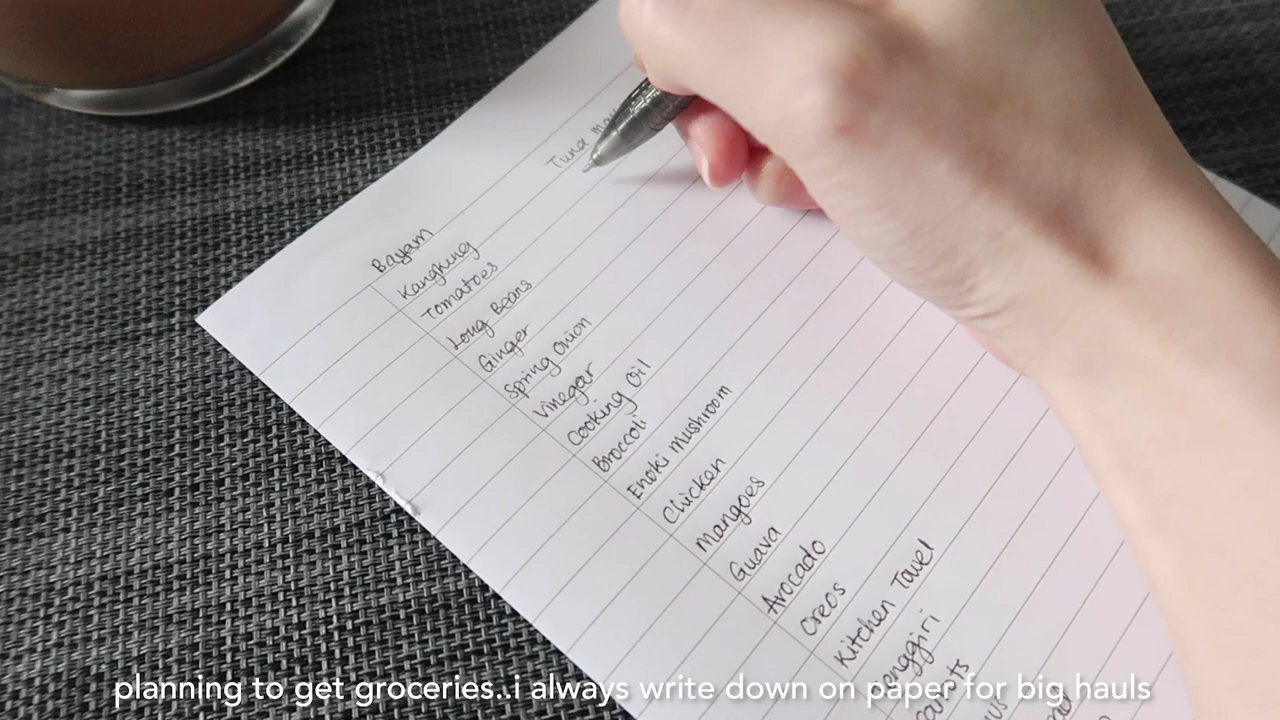 Tuna
Bayam
Kangkung
Tomatoes
Long Beans
Ginger
Spring Onion
Vinegar
Cooking Oil
Broccoli
Enoki Mushroom
Chicken
Mangoes
Guava
Avocado
Oreos
Kitchen Towel
planning to get groceries..i always write down on paper for big hauls